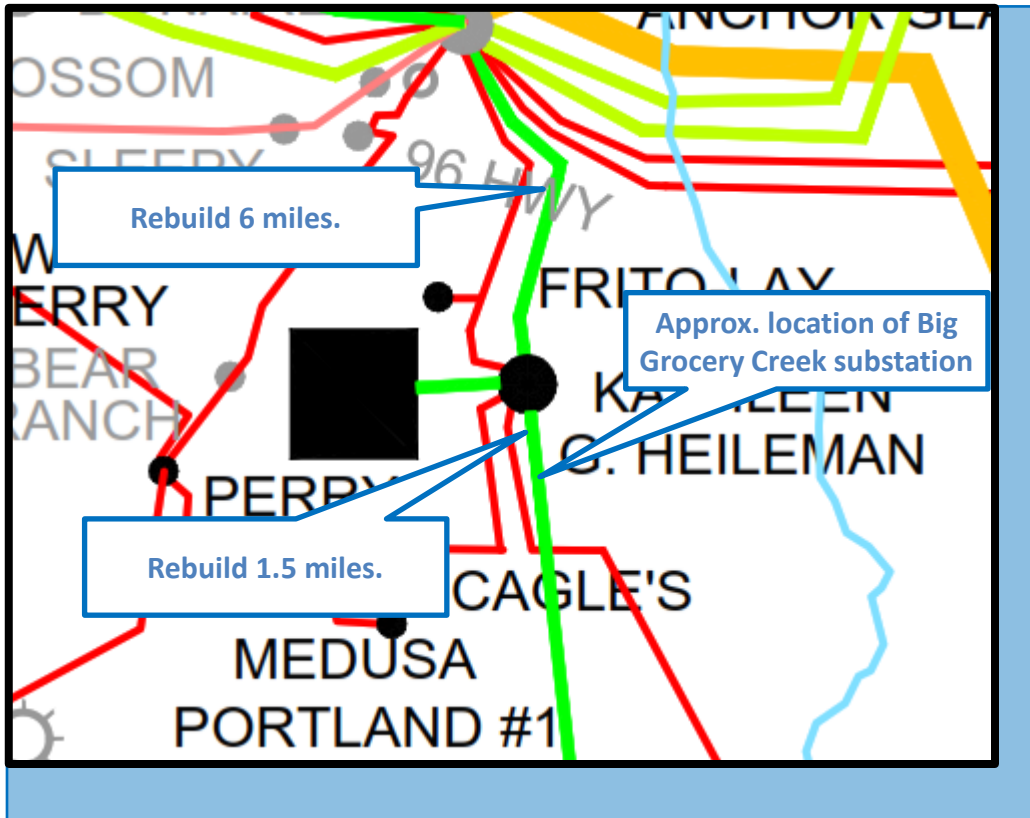 ANCHOR GLA
OSSOM
SLEEPY
96 HWY
Rebuild 6 miles.
W
ERRY
FRITO LAY
Approx. location of Big
Grocery Creek substation
BEAR
RANCH
KATHLEEN
G. HEILEMAN
PERRY
Rebuild 1.5 miles.
CAGLE'S
MEDUSA
PORTLAND #1